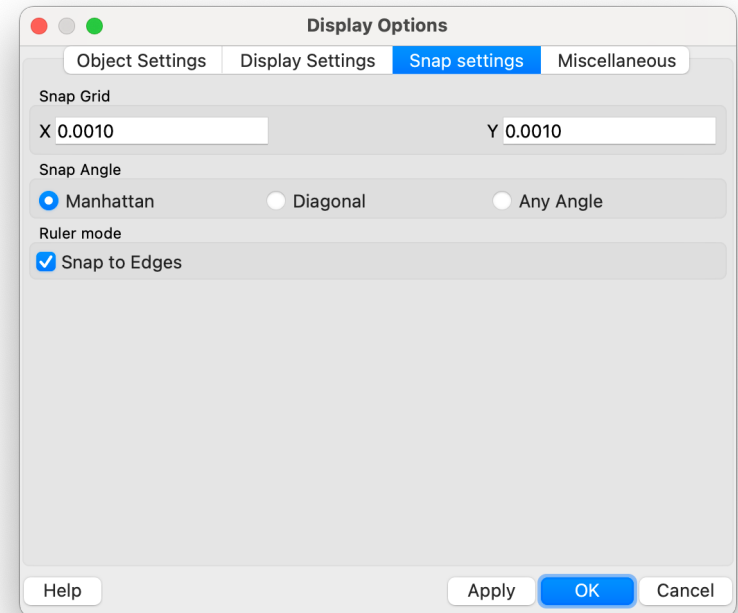 Display Options
Object Settings Display Settings Snap settings Miscellaneous
Snap Grid
X 0.0010 Y 0.0010
Snap Angle
Manhattan Diagonal Any Angle
Ruler mode
Snap to Edges
Help Apply OK Cancel